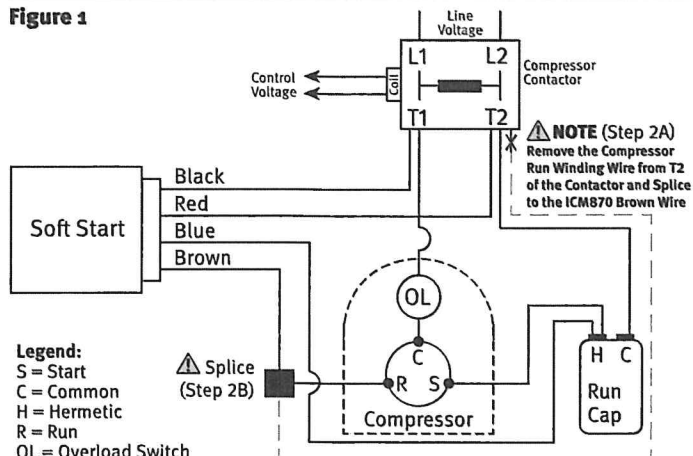 Figure 1
Line
Voltage
L1
L2
Control
Voltage
Coil
Compressor
Contactor
T1
T2
NOTE (Step 2A)
Remove the Compressor
Run Winding Wire from T2
of the Contactor and Splice
to the ICM870 Brown Wire
Soft Start
Black
Red
Blue
Brown
OL
C
R
S
Compressor
H
C
Run
Cap
Splice
(Step 2B)
Legend:
S = Start
C = Common
H = Hermetic
R = Run
OL = Overload Switch